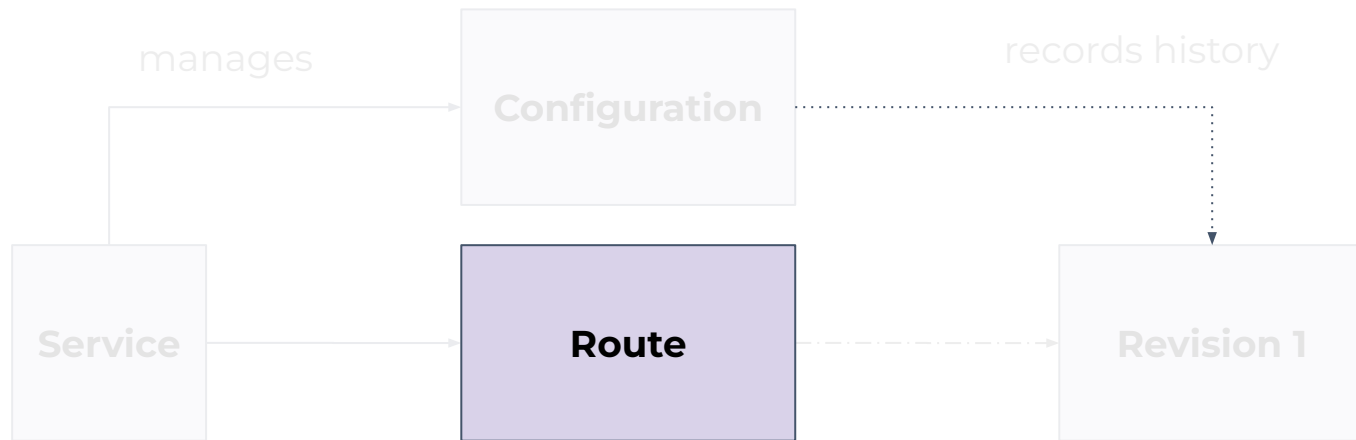 manages
records history
Configuration
Service
Route
Revision 1